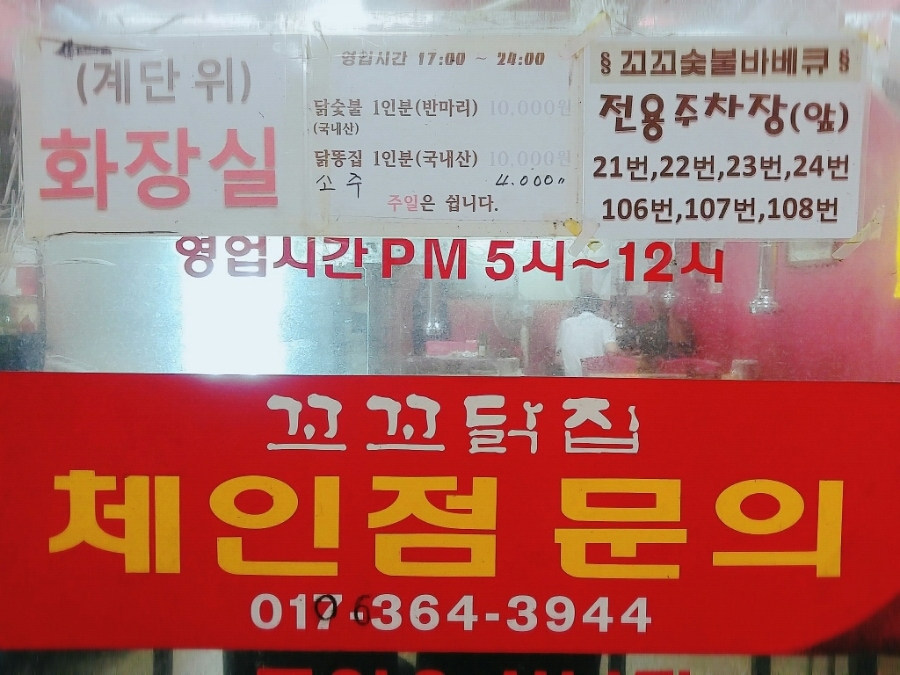 (계단 위)
화장실
영업시간 17:00 ~ 24:00
닭숯불 1인분(반마리) 10,000원
(국내산)
닭똥집 1인분(국내산) 10,000원
소주 4.000"
주일은 쉽니다.
§ 꼬꼬숯불바베큐 §
전용주차장(앞)
21번,22번,23번,24번
106번,107번,108번
영업시간 PM 5시~12시
꼬꼬닭집
체인점 문의
017-364-3944
06